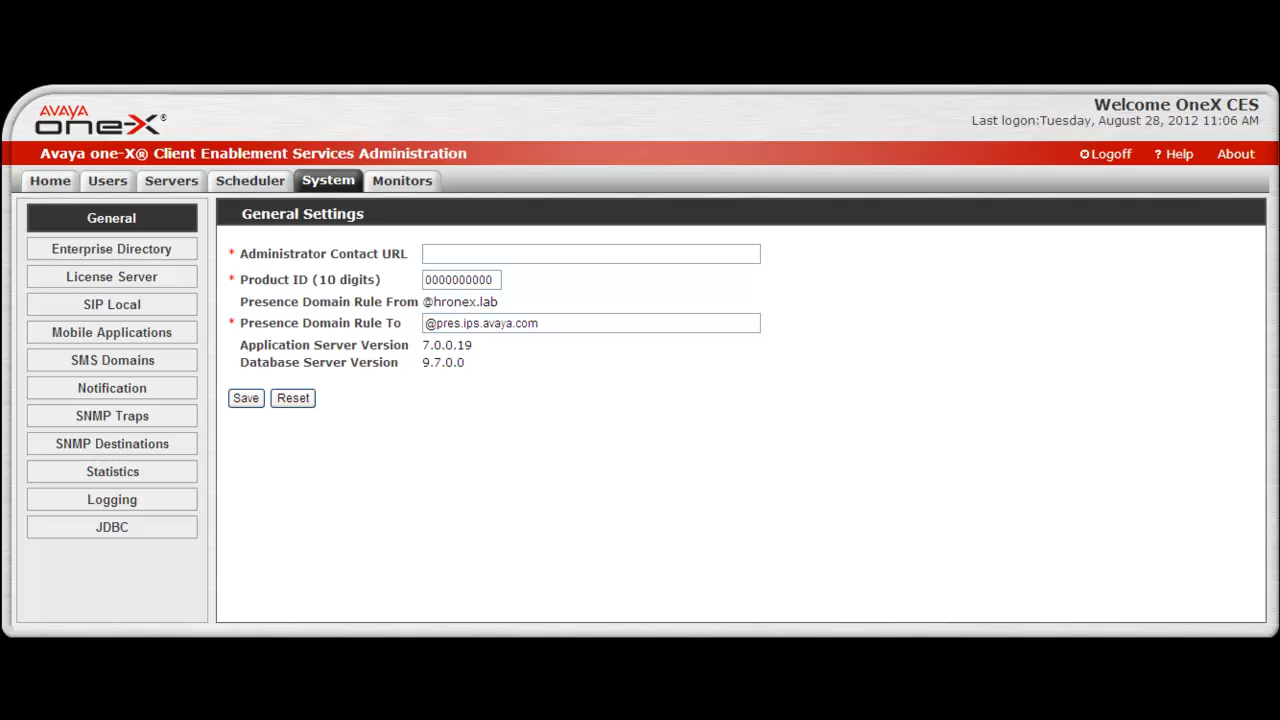 AVAYA
one-X®
Welcome OneX CES
Last logon:Tuesday, August 28, 2012 11:06 AM
Avaya one-X® Client Enablement Services Administration
Logoff ? Help About
Home Users Servers Scheduler System Monitors
General
Enterprise Directory
License Server
SIP Local
Mobile Applications
SMS Domains
Notification
SNMP Traps
SNMP Destinations
Statistics
Logging
JDBC
General Settings
* Administrator Contact URL
* Product ID (10 digits) 0000000000
Presence Domain Rule From @hronex.lab
* Presence Domain Rule To @pres.ips.avaya.com
Application Server Version 7.0.0.19
Database Server Version 9.7.0.0
Save Reset